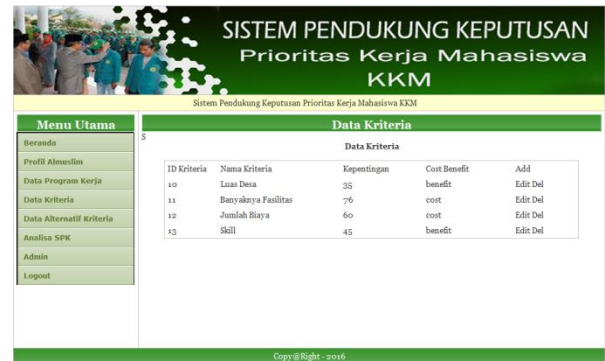 SISTEM PENDUKUNG KEPUTUSAN
Prioritas Kerja Mahasiswa
KKM
Sistem Pendukung Keputusan Prioritas Kerja Mahasiswa KKM
Menu Utama
Beranda
Profil Almuslim
Data Program Kerja
Data Kriteria
Data Alternatif Kriteria
Analisa SPK
Admin
Logout
Data Kriteria
S
Data Kriteria
ID Kriteria Nama Kriteria Kepentingan Cost Benefit Add
10 Luas Desa 35 benefit Edit Del
11 Banyaknya Fasilitas 76 cost Edit Del
12 Jumlah Biaya 60 cost Edit Del
13 Skill 45 benefit Edit Del
Copy@Right - 2016